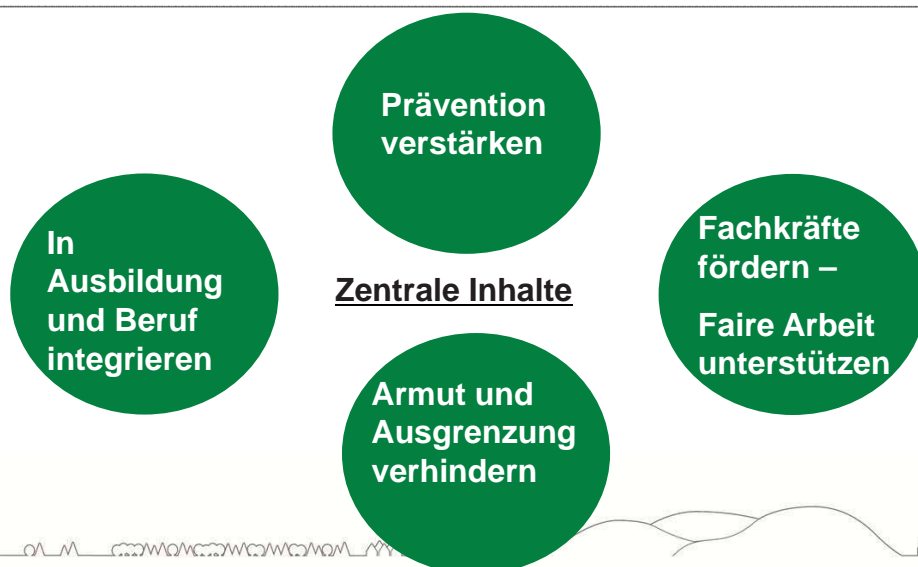 Prävention
verstärken
In
Ausbildung
und Beruf
integrieren
Zentrale Inhalte
Fachkräfte
fördern –
Faire Arbeit
unterstützen
Armut und
Ausgrenzung
verhindern